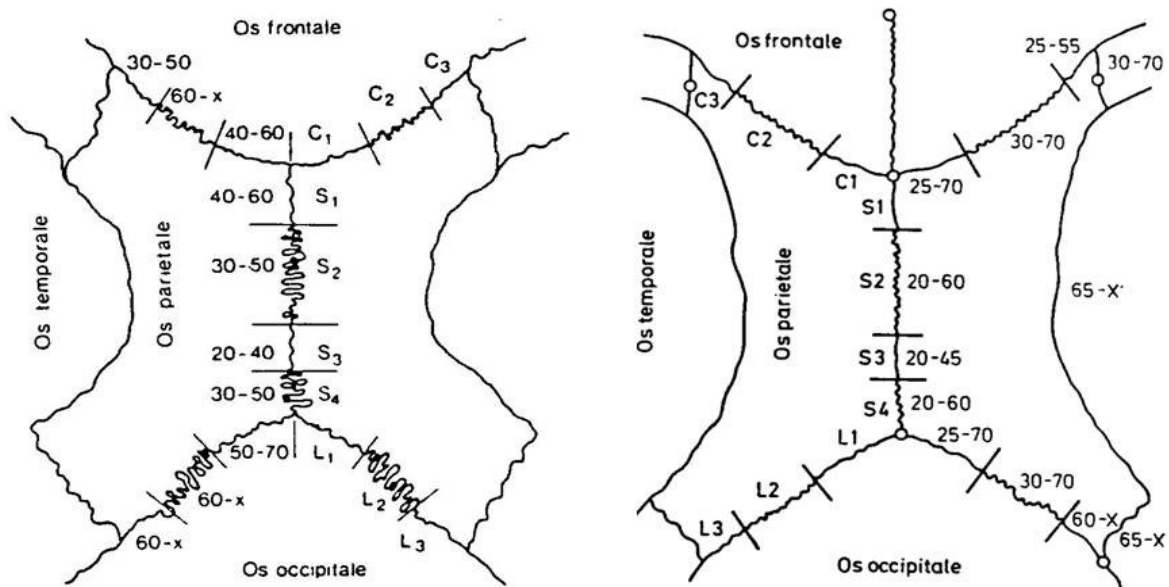 Os frontale
30-50
60-x
40-60
C1
C2
C3
40-60
S1
30-50
S2
20-40
S3
30-50
S4
50-70
L1
60-x
L2
60-x
L3
Os temporale
Os parietale
Os occipitale
Os frontale
25-55
30-70
C3
C2
30-70
C1
25-70
S1
S2
20-60
65-X
S3
20-45
S4
20-60
L1
25-70
L2
30-70
L3
60-X
65-X
Os temporale
Os parietale
Os occipitale